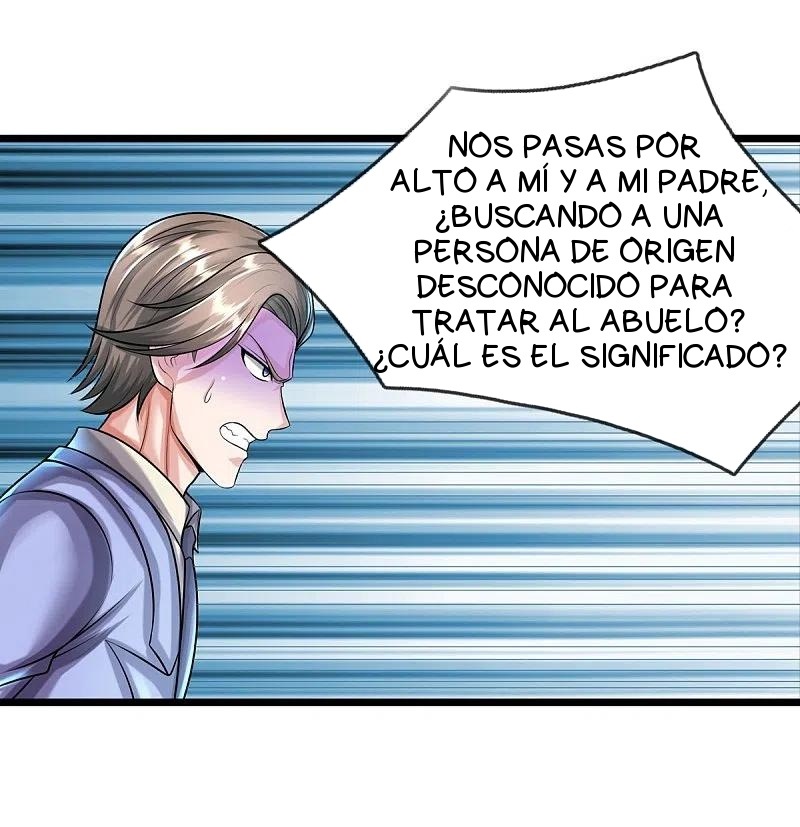 NOS PASAS POR
ALTO A MÍ Y A MI PADRE,
¿BUSCANDO A UNA
PERSONA DE ORIGEN
DESCONOCIDO PARA
TRATAR AL ABUELO?
¿CUÁL ES EL SIGNIFICADO?